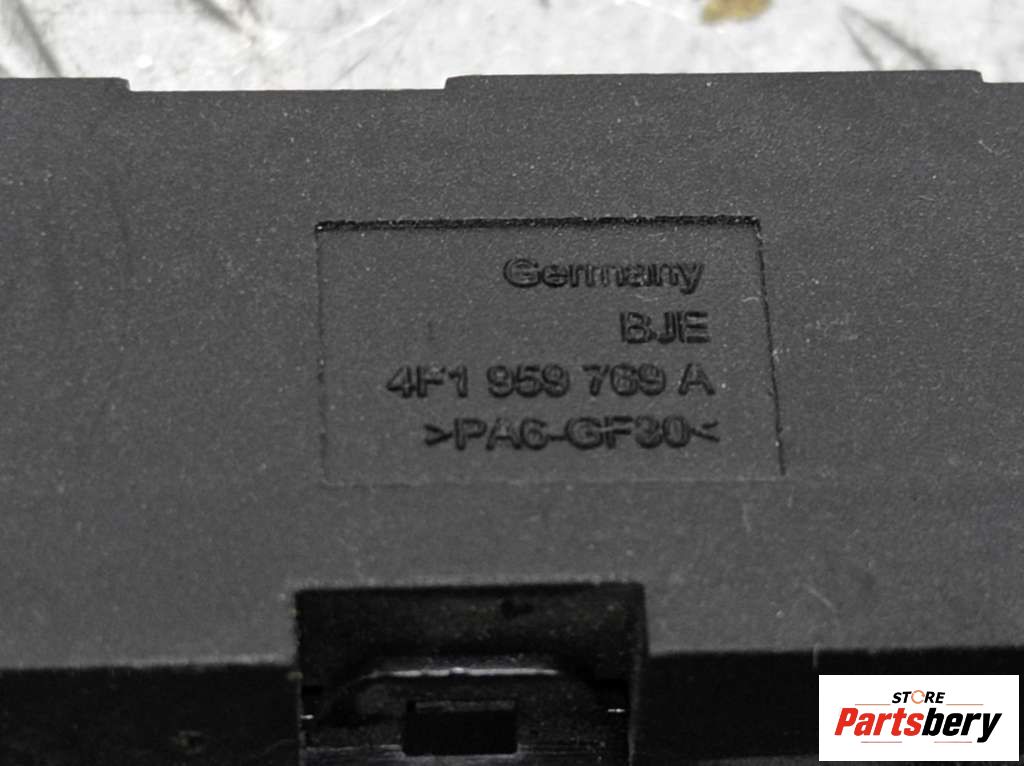 Germany
BJE
4F1 959 769 A
>PA6-GF30<
STORE
Partsbery